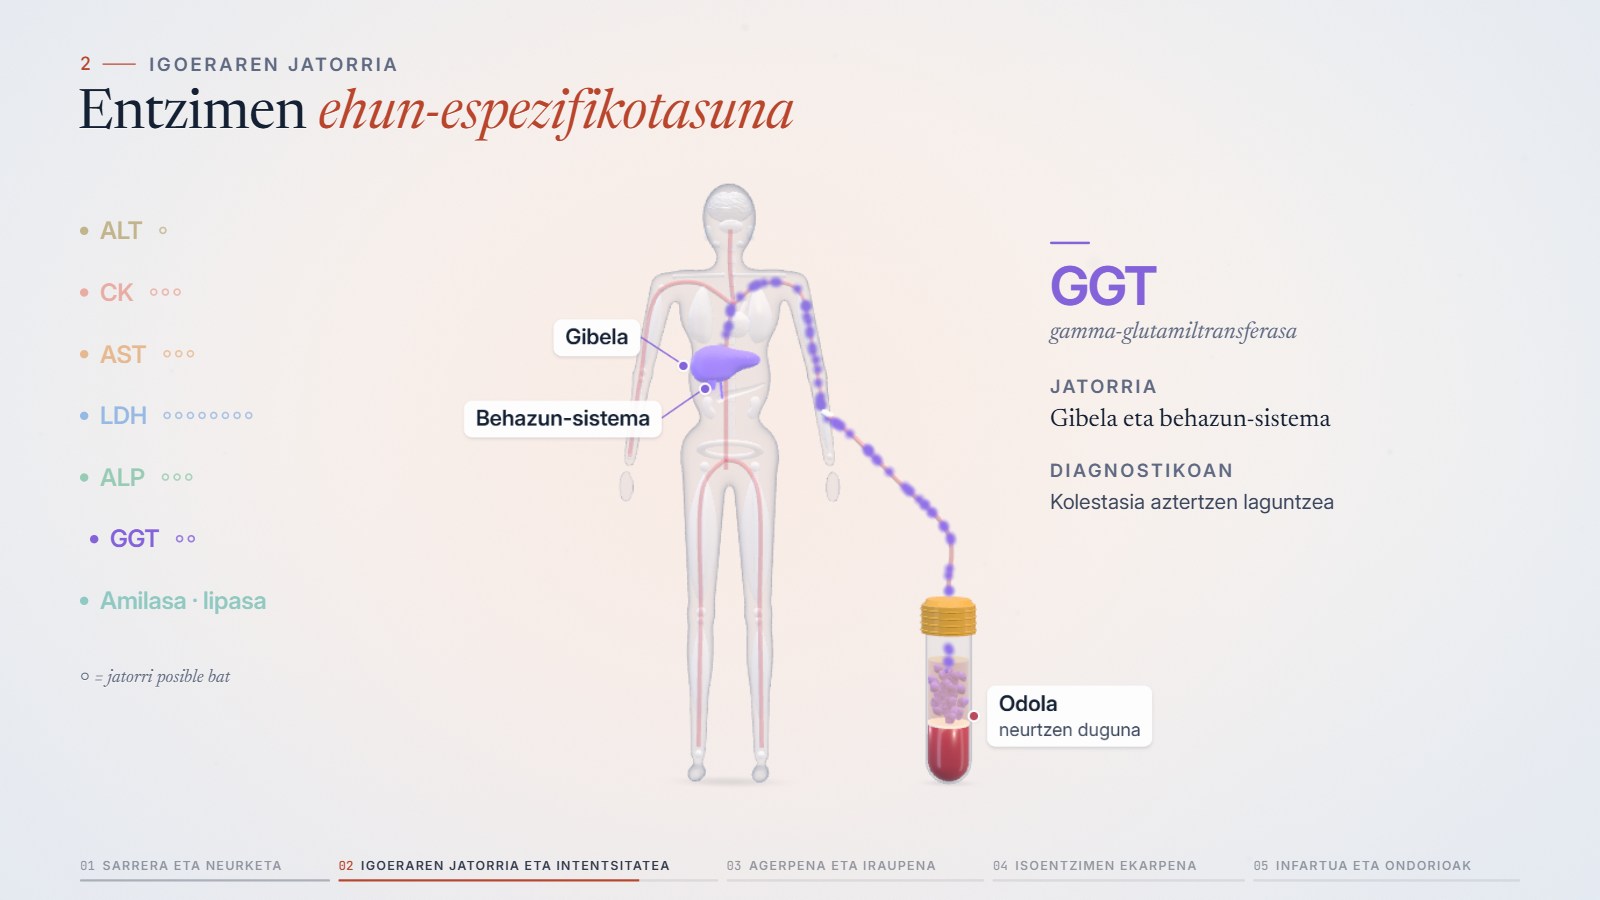 2 — IGOERAREN JATORRIA
Entzimen ehun-espezifikotasuna
• ALT ○
• CK ○○○
• AST ○○○
• LDH ○○○○○○○○
• ALP ○○○
• GGT ○○
• Amilasa · lipasa
○ = jatorri posible bat
Gibela
Behazun-sistema
Odola
neurtzen duguna
GGT
gamma-glutamiltransferasa
JATORRIA
Gibela eta behazun-sistema
DIAGNOSTIKOAN
Kolestasia aztertzen laguntzea
01 SARRERA ETA NEURKETA
02 IGOERAREN JATORRIA ETA INTENTSITATEA
03 AGERPENA ETA IRAUPENA
04 ISOENTZIMEN EKARPENA
05 INFARTUA ETA ONDORIOAK